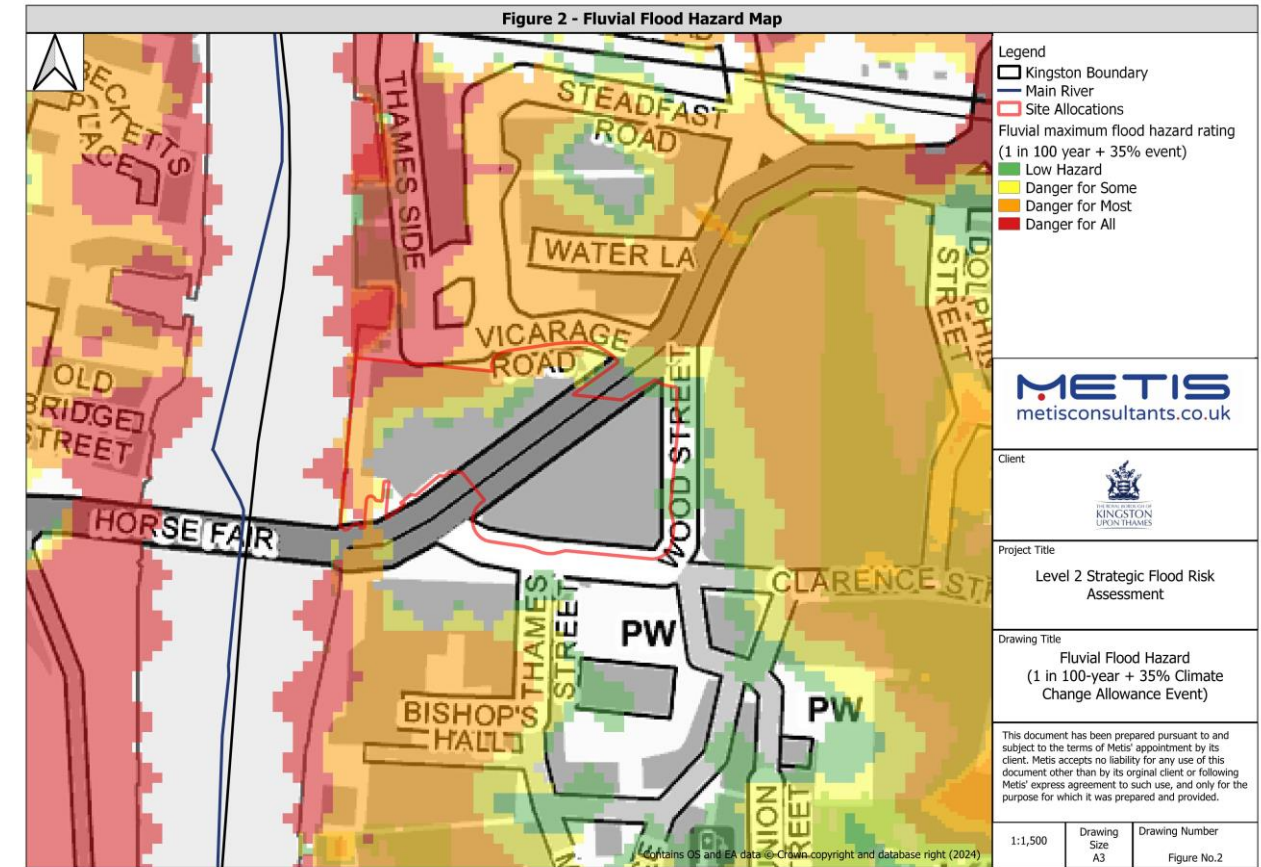 Figure 2 - Fluvial Flood Hazard Map
BECKETTS
PLACE
THAMES SIDE
STEADFAST
ROAD
WATER LA
VICARAGE
ROAD
OLD
BRIDGE
STREET
HORSE FAIR
WOOD STREET
DOLPHIN
STREET
CLARENCE ST
THAMES
STREET
PW
BISHOP'S
HALL
PW
UNION
STREET
Contains OS and EA data © Crown copyright and database right (2024)
Legend
Kingston Boundary
Main River
Site Allocations
Fluvial maximum flood hazard rating
(1 in 100 year + 35% event)
Low Hazard
Danger for Some
Danger for Most
Danger for All
METIS
metisconsultants.co.uk
Client
THE ROYAL BOROUGH OF
KINGSTON
UPON THAMES
Project Title
Level 2 Strategic Flood Risk
Assessment
Drawing Title
Fluvial Flood Hazard
(1 in 100-year + 35% Climate
Change Allowance Event)
This document has been prepared pursuant to and
subject to the terms of Metis' appointment by its
client. Metis accepts no liability for any use of this
document other than by its orginal client or following
Metis' express agreement to such use, and only for the
purpose for which it was prepared and provided.
1:1,500
Drawing
Size
A3
Drawing Number
Figure No.2